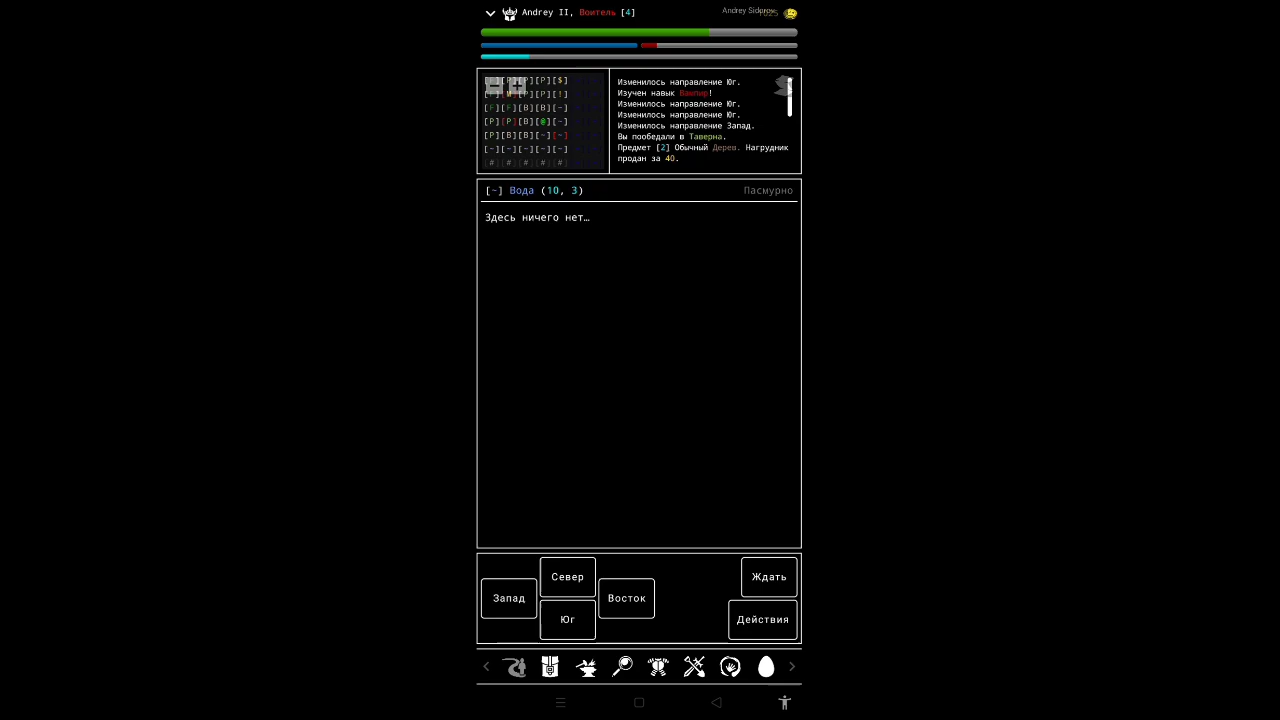 Andrey II, Воитель [4]
Andrey Sidorov
[P][P][$]
[P][P][!]
[F][F][B][B][~]
[P][P][B][@][~]
[P][B][B][~][~]
[~][~][~][~][~]
[#][#][#][#][#]
Изменилось направление Юг.
Изучен навык Вампир!
Изменилось направление Юг.
Изменилось направление Юг.
Изменилось направление Запад.
Вы пообедали в Таверна.
Предмет [2] Обычный Дерев. Нагрудник
продан за 40.
[~] Вода (10, 3)
Пасмурно
Здесь ничего нет…
Север
Ждать
Запад
Восток
Юг
Действия